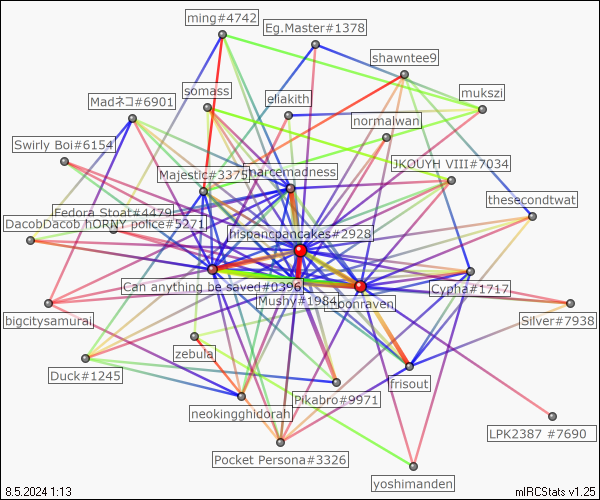 ming#4742
Eg.Master#1378
shawntee9
mukszi
somass
eliakith
Madネコ#6901
normalwan
Swirly Boi#6154
JKOUYH VIII#7034
Majestic#3375
marcemadness
thesecondtwat
Fedora Stoat#4479
DacobDacob hORNY police#5271
hispancpancakes#2928
Can anything be saved#0396
Cypha#1717
Mushy#1984
moonraven
bigcitysamurai
Silver#7938
zebula
Duck#1245
frisout
Pikabro#9971
neokingghidorah
LPK2387 #7690
Pocket Persona#3326
yoshimanden
8.5.2024 1:13
mIRCStats v1.25